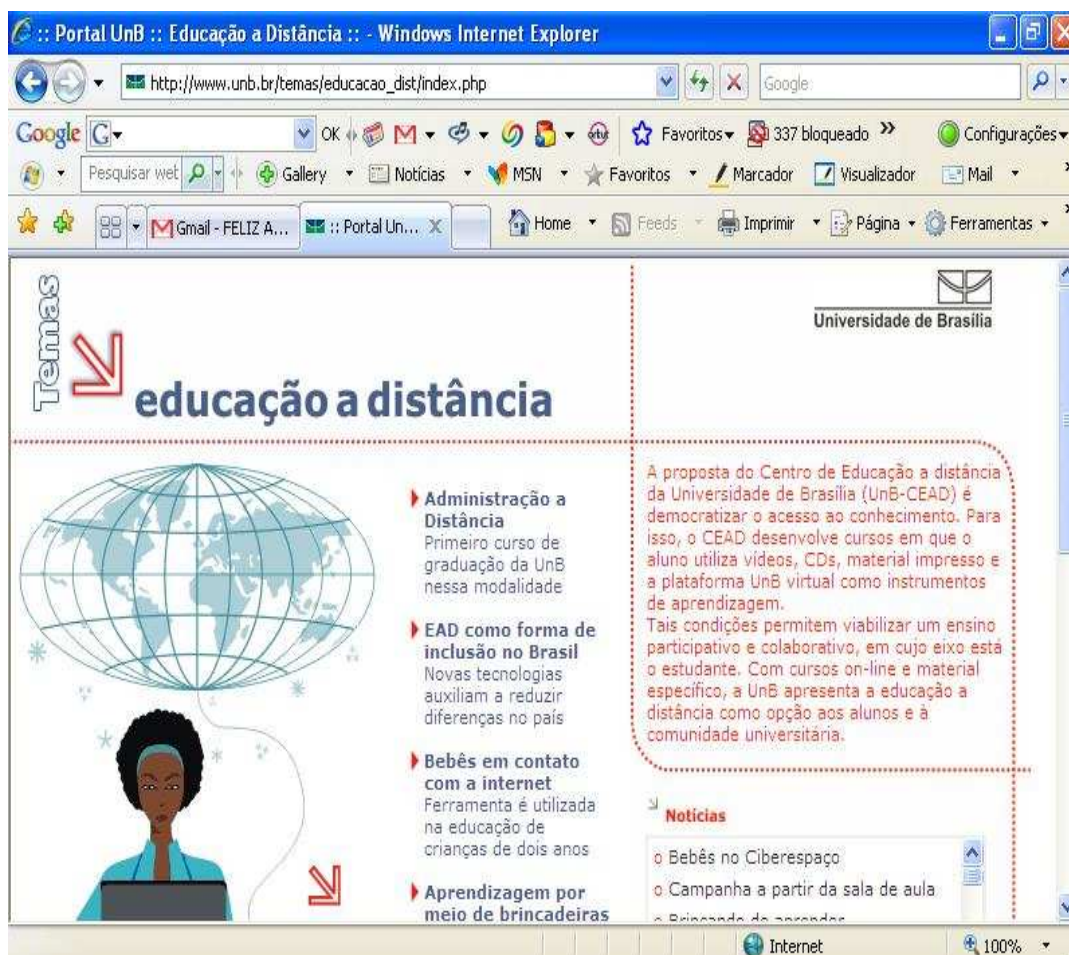 :: Portal UnB :: Educação a Distância :: - Windows Internet Explorer
http://www.unb.br/temas/educacao_dist/index.php
Google
Google G
OK
ortut
Favoritos
337 bloqueado
Configurações
Pesquisar wet
Gallery
Notícias
MSN
Favoritos
Marcador
Visualizador
Mail
Gmail - FELIZ A...
:: Portal Un...
Home
Feeds
Imprimir
Página
Ferramentas
Temas
Universidade de Brasília
educação a distância
Administração a
Distância
Primeiro curso de
graduação da UnB
nessa modalidade
EAD como forma de
inclusão no Brasil
Novas tecnologias
auxiliam a reduzir
diferenças no país
Bebês em contato
com a internet
Ferramenta é utilizada
na educação de
crianças de dois anos
Aprendizagem por
meio de brincadeiras
A proposta do Centro de Educação a distância
da Universidade de Brasília (UnB-CEAD) é
democratizar o acesso ao conhecimento. Para
isso, o CEAD desenvolve cursos em que o
aluno utiliza vídeos, CDs, material impresso e
a plataforma UnB virtual como instrumentos
de aprendizagem.
Tais condições permitem viabilizar um ensino
participativo e colaborativo, em cujo eixo está
o estudante. Com cursos on-line e material
específico, a UnB apresenta a educação a
distância como opção aos alunos e à
comunidade universitária.
Notícias
o Bebês no Ciberespaço
o Campanha a partir da sala de aula
o Brincando de aprender
Internet
100%